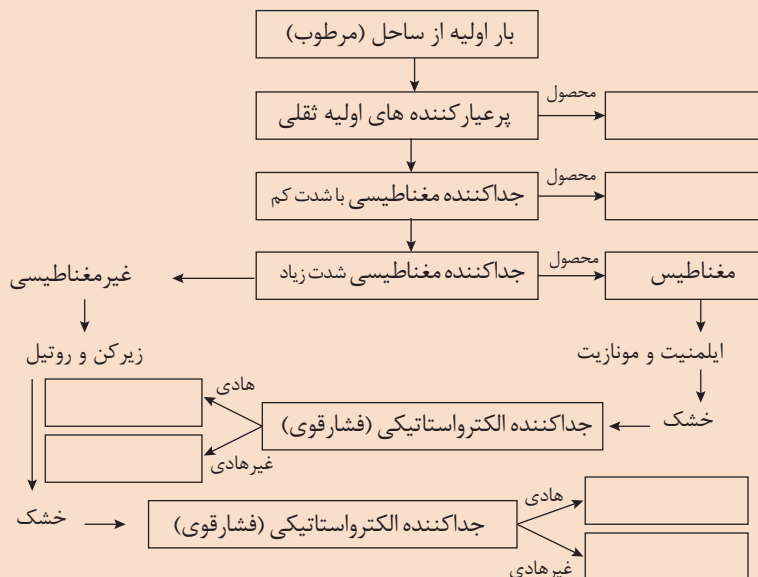 بار اولیه از ساحل (مرطوب)
محصول
پرعیارکننده های اولیه ثقلی
محصول
جداکننده مغناطیسی با شدت کم
مغناطیس
محصول
جداکننده مغناطیسی شدت زیاد
غیرمغناطیسی
ایلمنیت و مونازیت
زیرکن و روتیل
خشک
جداکننده الکترواستاتیکی (فشارقوی)
هادی
غیرهادی
خشک
جداکننده الکترواستاتیکی (فشارقوی)
هادی
غیرهادی